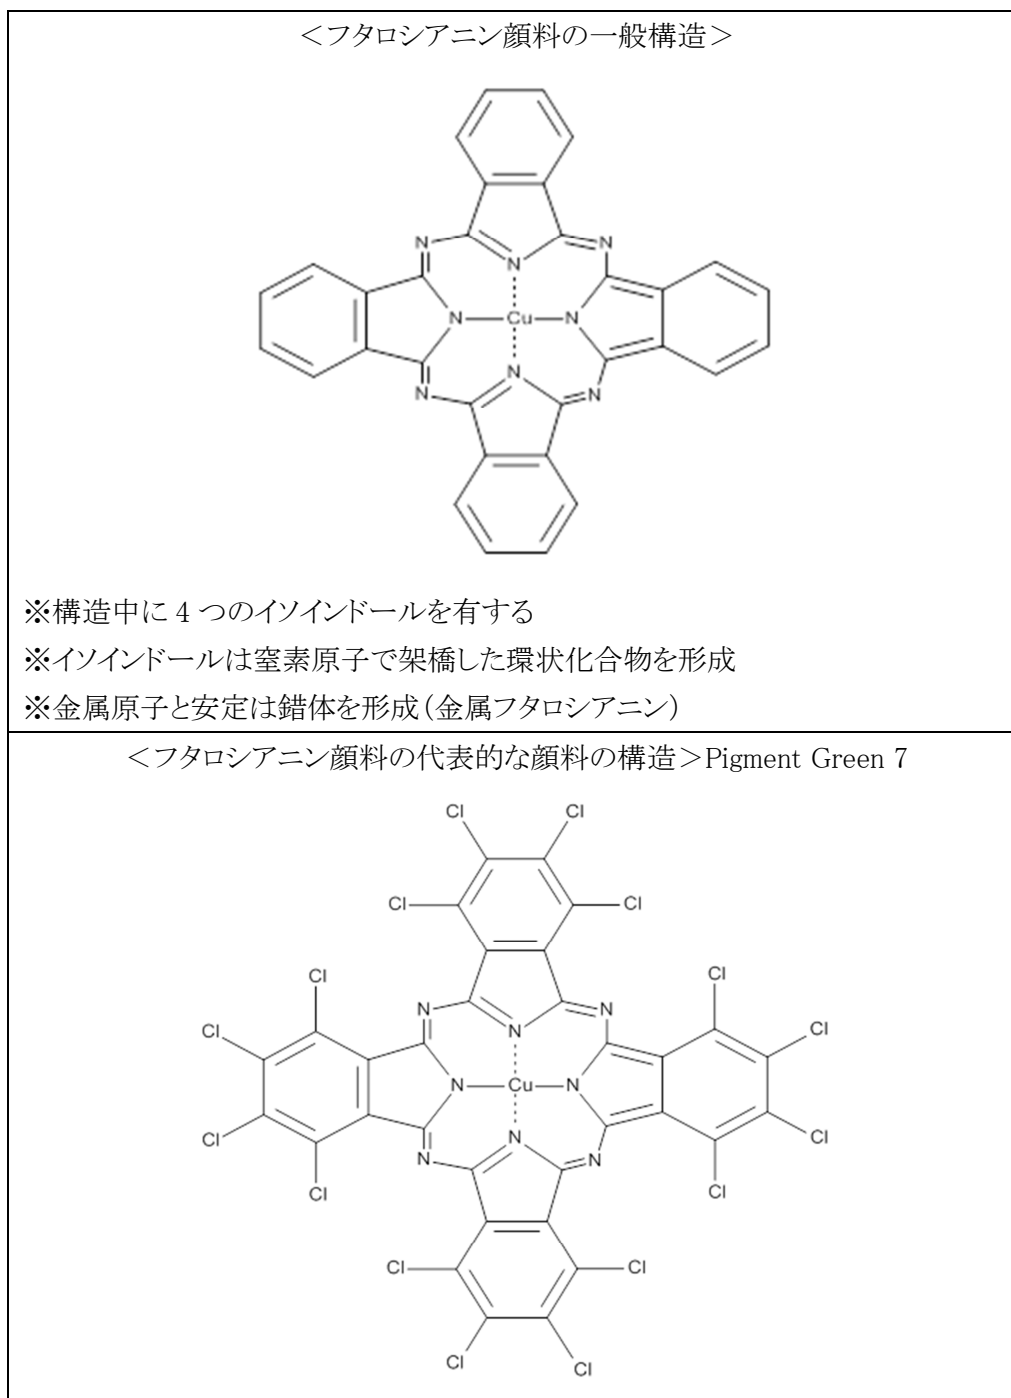 ＜フタロシアニン顔料の一般構造＞
N
N
N
N
Cu
N
N
N
N
※構造中に 4 つのイソインドールを有する
※イソインドールは窒素原子で架橋した環状化合物を形成
※金属原子と安定は錯体を形成（金属フタロシアニン）
＜フタロシアニン顔料の代表的な顔料の構造＞Pigment Green 7
Cl Cl
Cl Cl
Cl Cl
Cl Cl
N N
N
N Cu N
N
N N
Cl Cl
Cl Cl
Cl Cl
Cl Cl